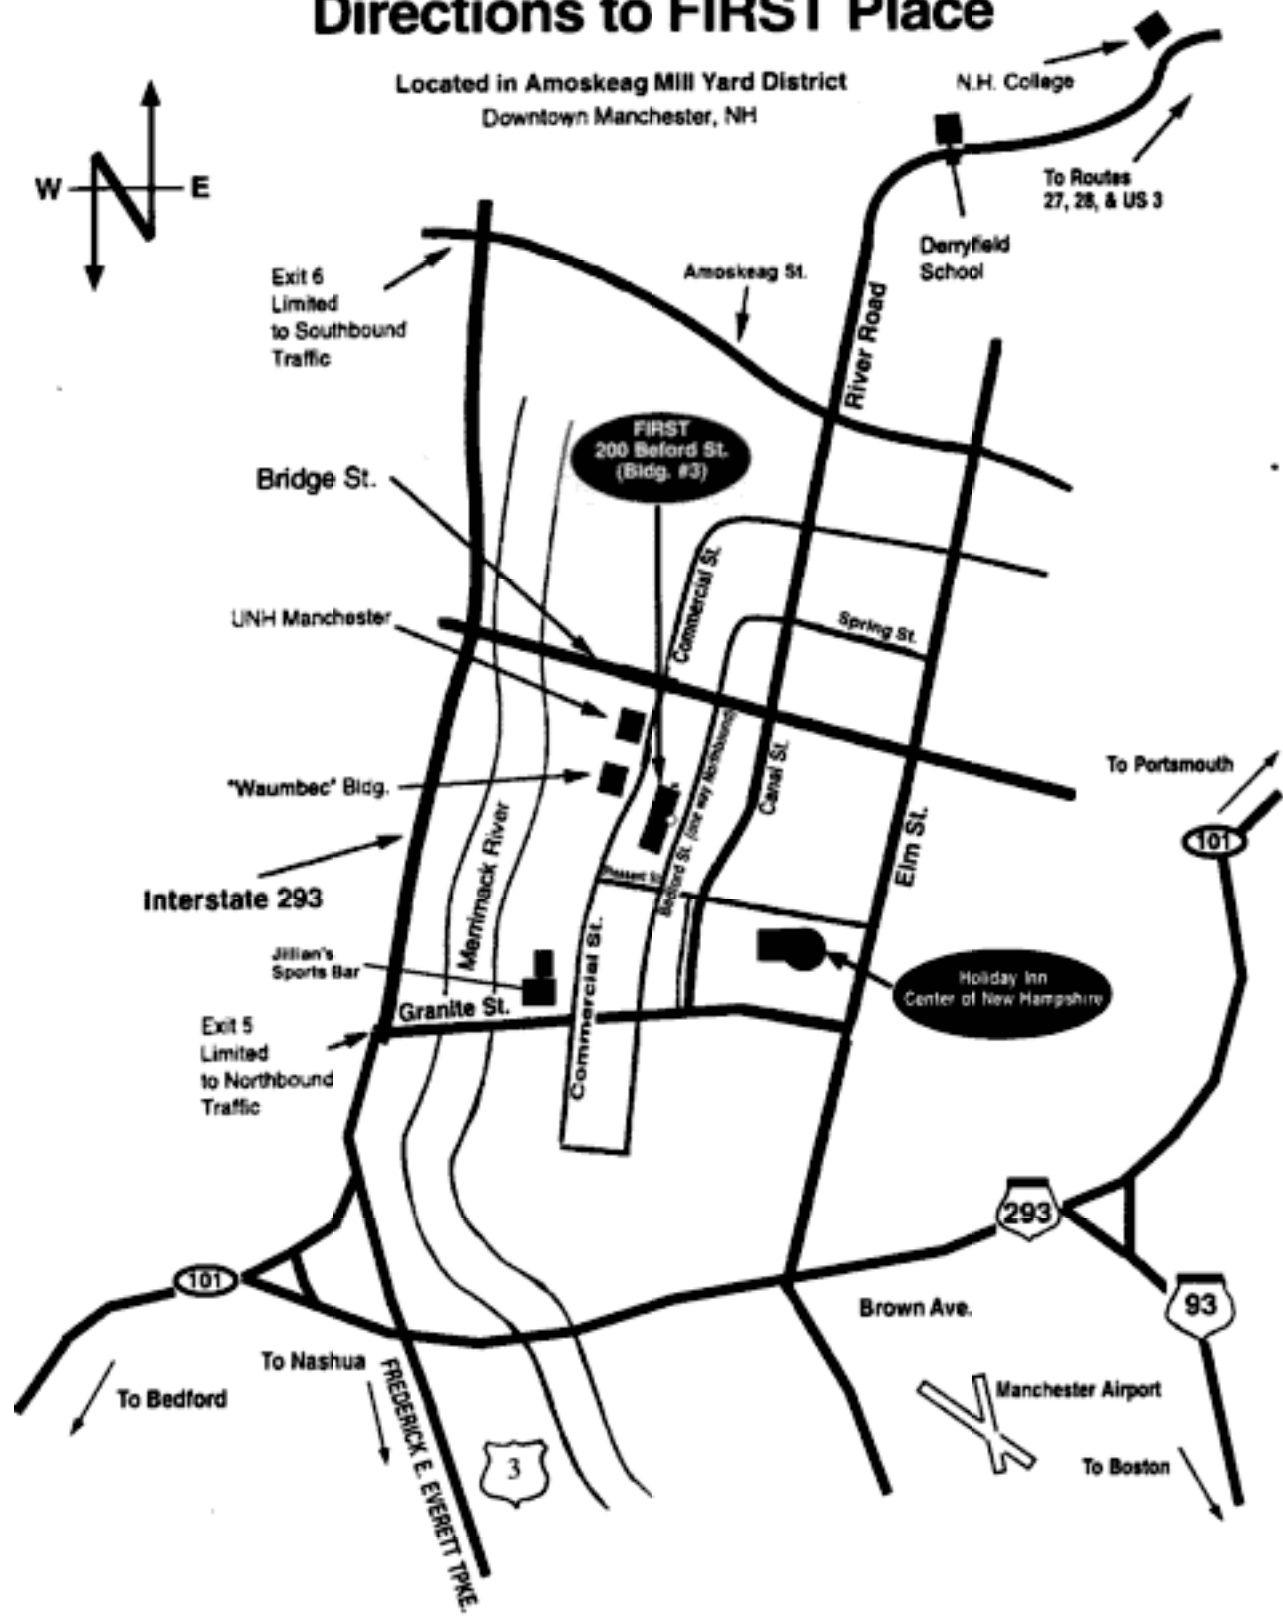 Directions to FIRST Place
Located in Amoskeag Mill Yard District
Downtown Manchester, NH
N.H. College
To Routes
27, 28, & US 3
Derryfield
School
W
N
E
Exit 6
Limited
to Southbound
Traffic
Amoskeag St.
River Road
FIRST
200 Beford St.
(Bldg. #3)
Bridge St.
Commercial St.
UNH Manchester
Spring St.
"Waumbec" Bldg.
Bedford St. (one way Northbound)
Canal St.
To Portsmouth
101
Elm St.
Merrimack River
Interstate 293
Commercial St.
Jillian's
Sports Bar
Holiday Inn
Center of New Hampshire
Granite St.
Exit 5
Limited
to Northbound
Traffic
293
101
93
Brown Ave.
To Nashua
To Bedford
FREDERICK E. EVERETT TPKE.
Manchester Airport
3
To Boston